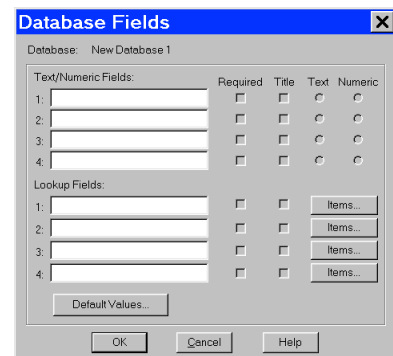 Database Fields
Database: New Database 1
Text/Numeric Fields: Required Title Text Numeric
1:
2:
3:
4:
Lookup Fields:
1: Items...
2: Items...
3: Items...
4: Items...
Default Values...
OK Cancel Help